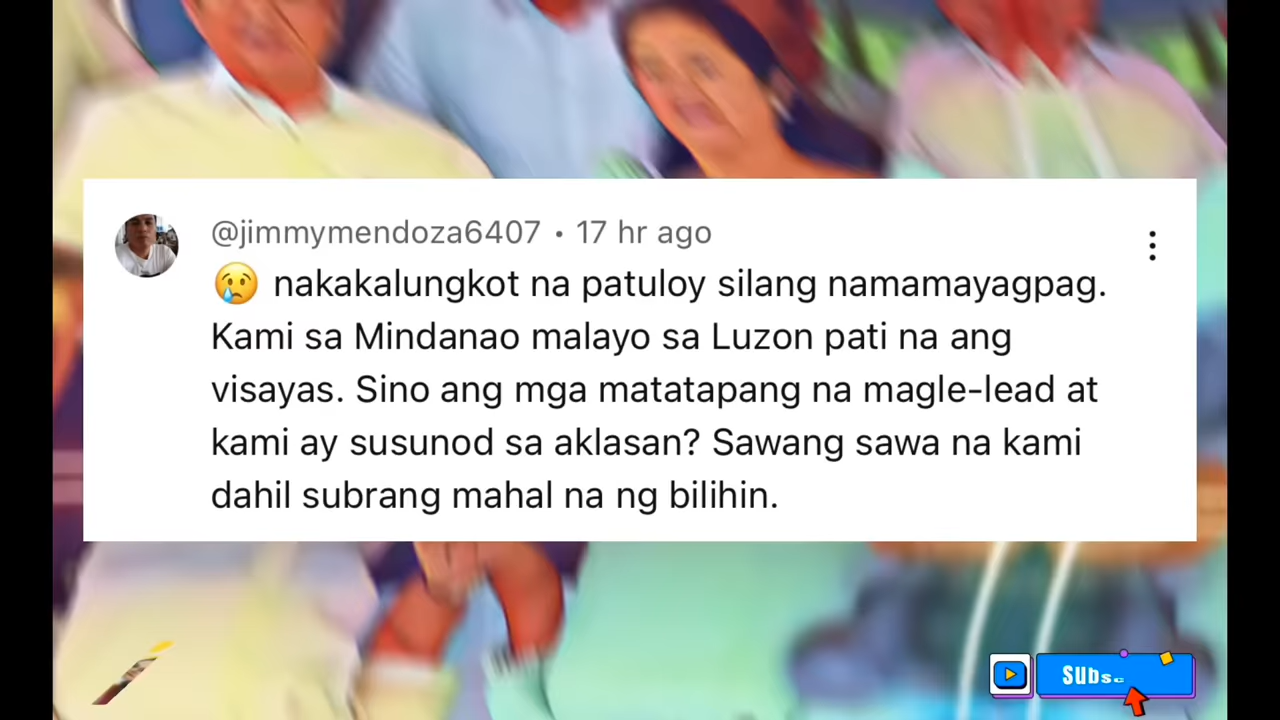 @jimmymendoza6407 • 17 hr ago
😢 nakakalungkot na patuloy silang namamayagpag.
Kami sa Mindanao malayo sa Luzon pati na ang
visayas. Sino ang mga matatapang na magle-lead at
kami ay susunod sa aklasan? Sawang sawa na kami
dahil subrang mahal na ng bilihin.
Subsc